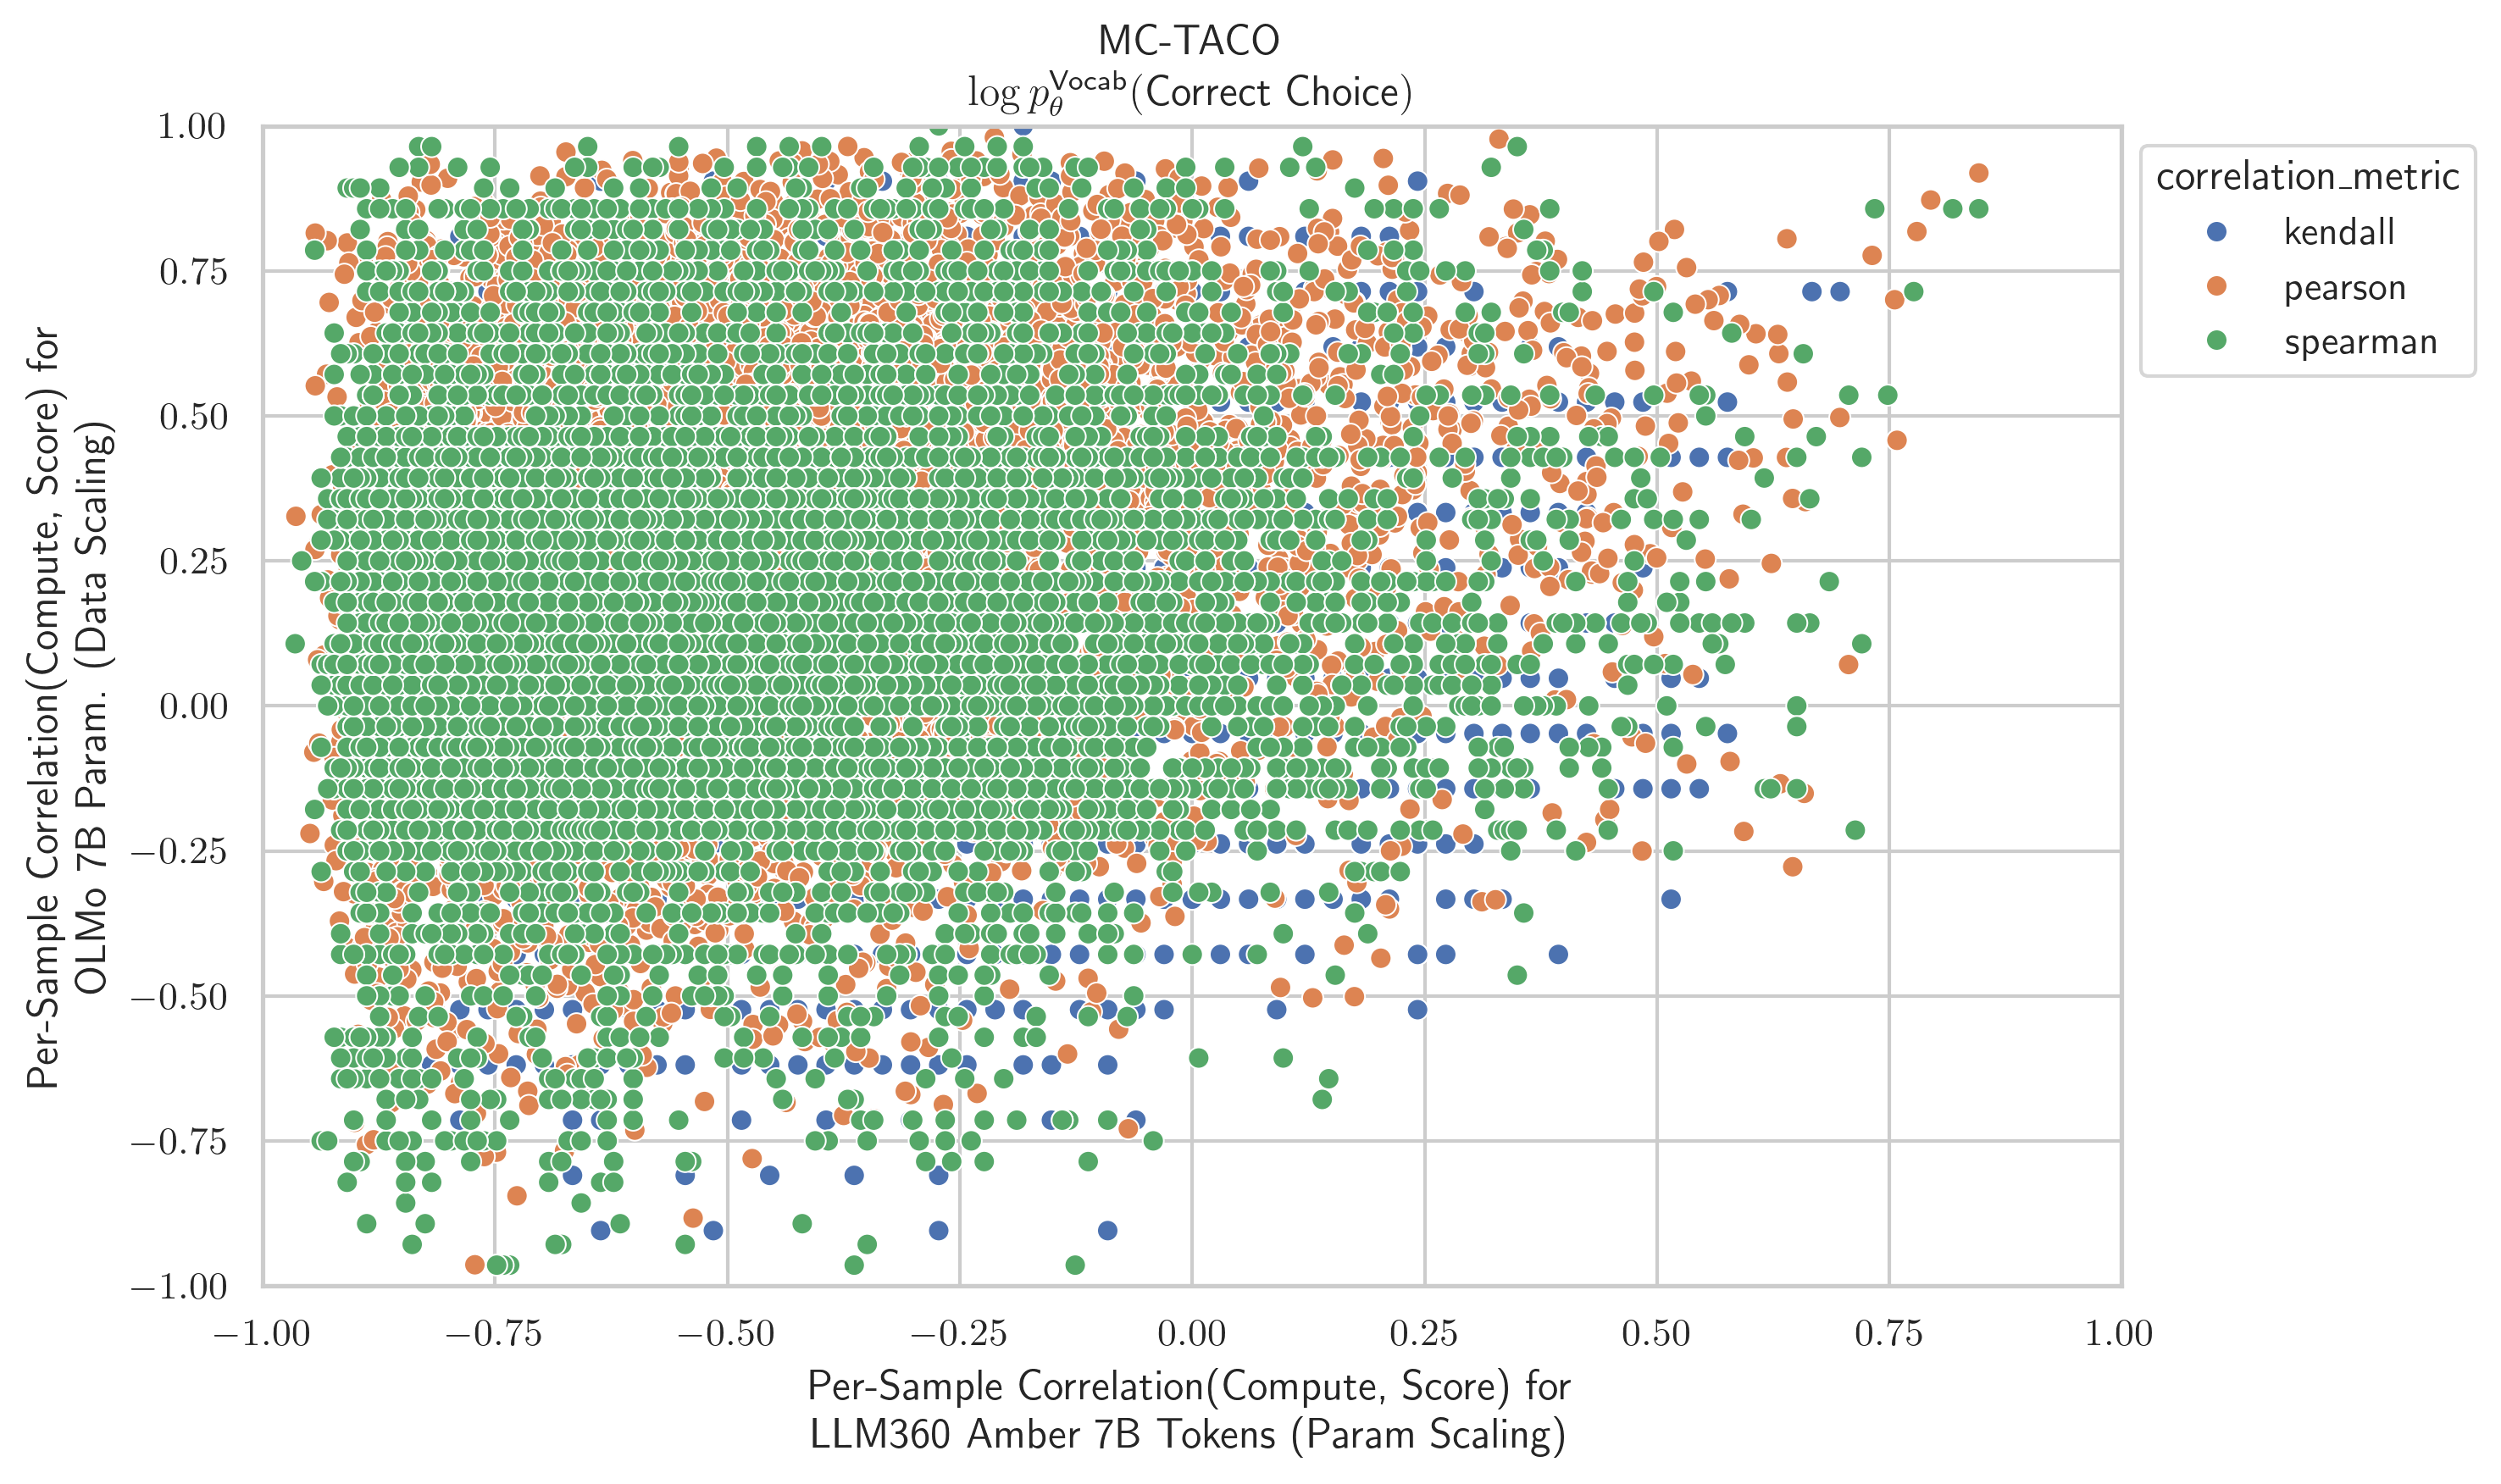 MC-TACO
log p_θ^Vocab(Correct Choice)
1.00
0.75
0.50
0.25
0.00
−0.25
−0.50
−0.75
−1.00
Per-Sample Correlation(Compute, Score) for
OLMo 7B Param. (Data Scaling)
−1.00 −0.75 −0.50 −0.25 0.00 0.25 0.50 0.75 1.00
Per-Sample Correlation(Compute, Score) for
LLM360 Amber 7B Tokens (Param Scaling)
correlation_metric
kendall
pearson
spearman